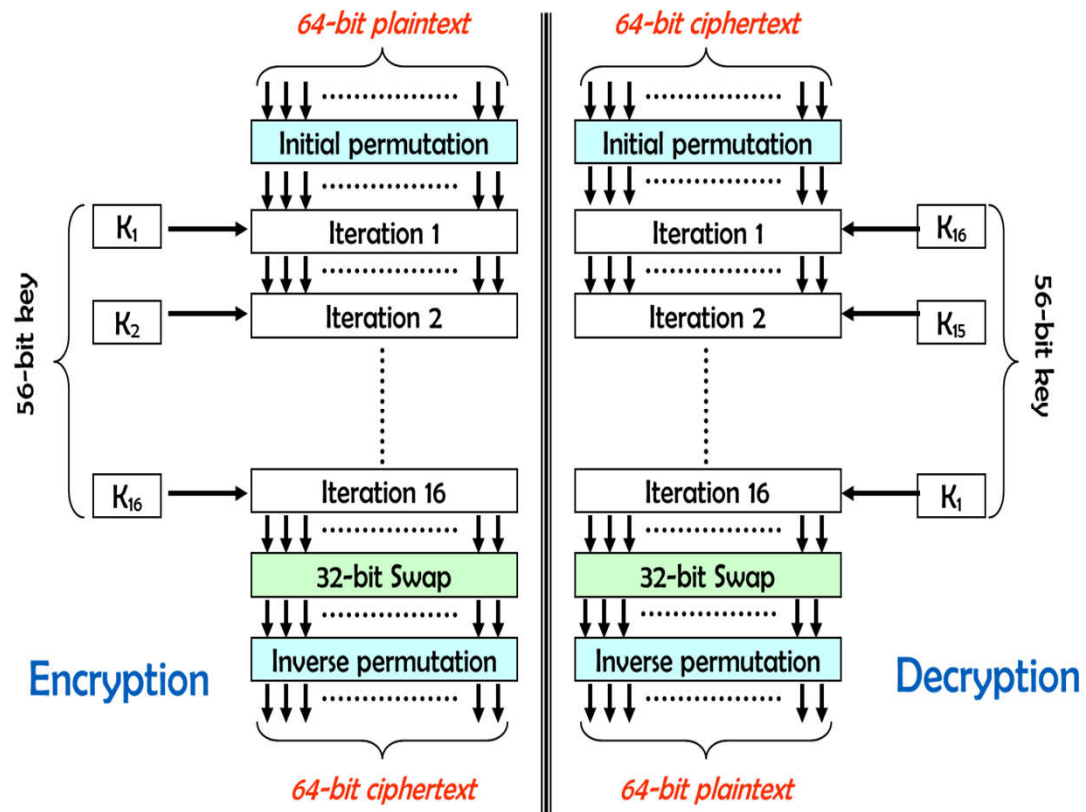 64-bit plaintext
Initial permutation
K1
Iteration 1
K2
Iteration 2
56-bit key
K16
Iteration 16
32-bit Swap
Inverse permutation
Encryption
64-bit ciphertext
64-bit ciphertext
Initial permutation
Iteration 1
K16
Iteration 2
K15
56-bit key
Iteration 16
K1
32-bit Swap
Inverse permutation
Decryption
64-bit plaintext